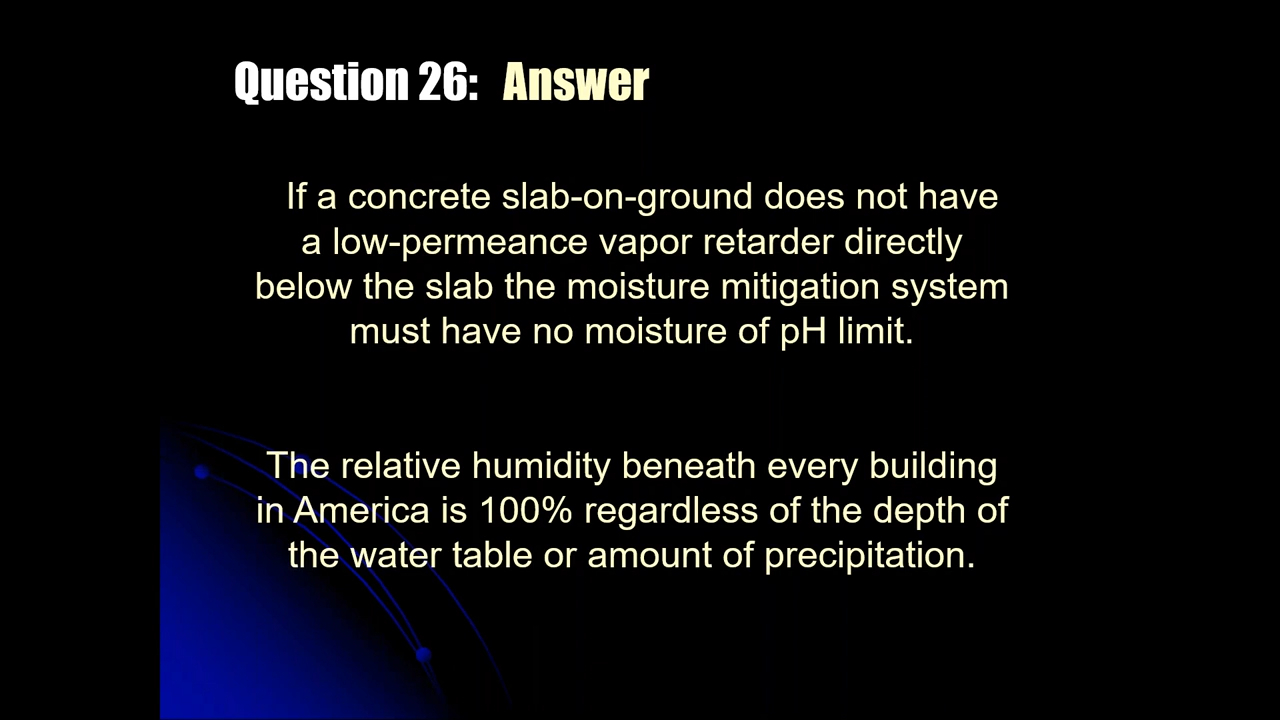 Question 26: Answer
If a concrete slab-on-ground does not have
a low-permeance vapor retarder directly
below the slab the moisture mitigation system
must have no moisture of pH limit.
The relative humidity beneath every building
in America is 100% regardless of the depth of
the water table or amount of precipitation.